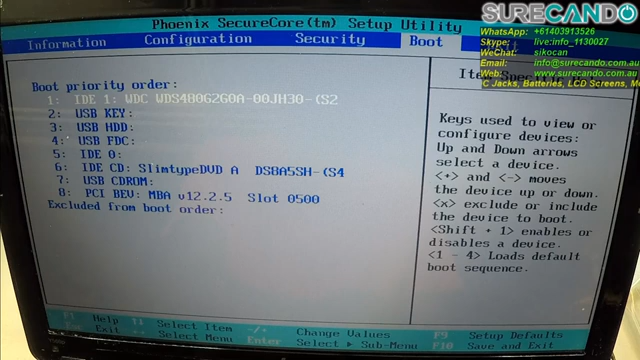 SURECANDO
Phoenix SecureCore(tm) Setup Utility
WhatsApp: +61403913526
Skype: live:info_1130027
WeChat: sikocan
Email: info@surecando.com.au
Web: www.surecando.com.au
C Jacks, Batteries, LCD Screens, Mo
Information Configuration Security Boot
Boot priority order:
1: IDE 1: WDC WDS480G2G0A-00JH30-(S2
2: USB KEY:
3: USB HDD:
4: USB FDC:
5: IDE 0:
6: IDE CD: SlimtypeDVD A DS8A5SH-(S4
7: USB CDROM:
8: PCI BEV: MBA v12.2.5 Slot 0500
Excluded from boot order:
Keys used to view or
configure devices:
Up and Down arrows
select a device.
<+> and <-> moves
the device up or down.
<x> exclude or include
the device to boot.
<Shift + 1> enables or
disables a device.
<1 - 4> Loads default
boot sequence.
F1 Help ↑↓ Select Item -/+ Change Values F9 Setup Defaults
Esc Exit Select Menu Enter Select ▶ Sub-Menu F10 Save and Exit